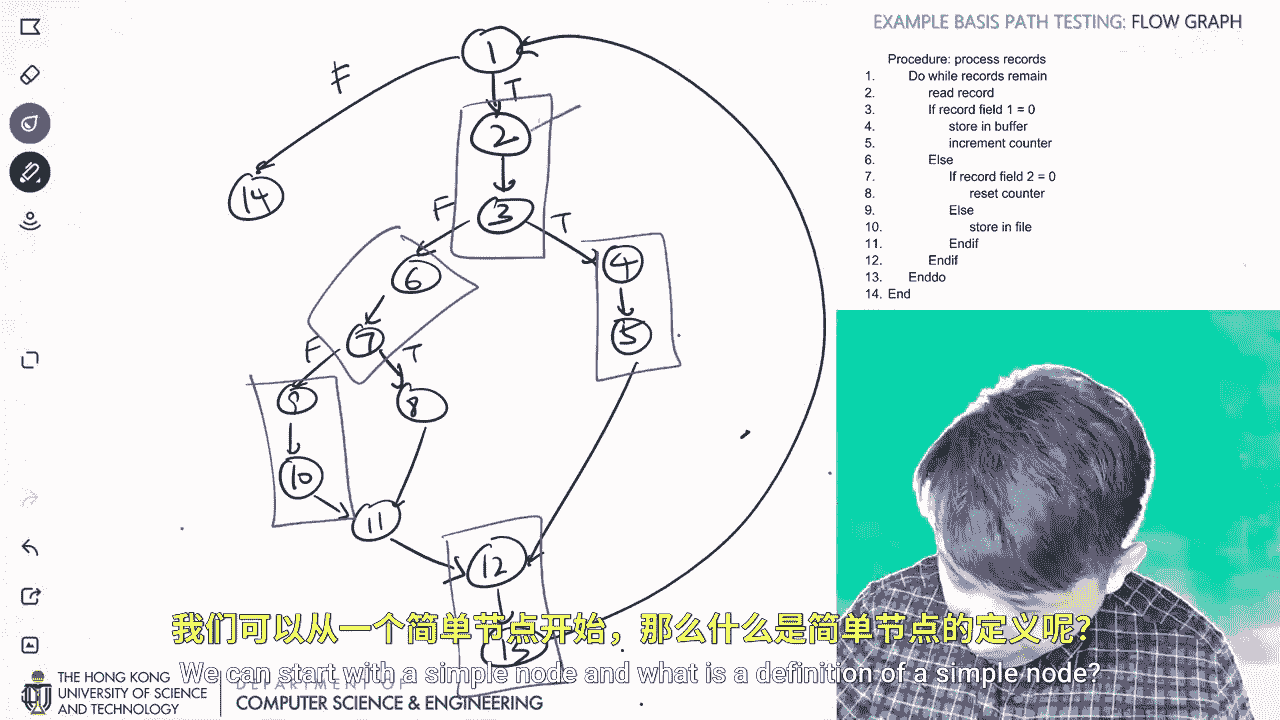 EXAMPLE BASIS PATH TESTING: FLOW GRAPH
Procedure: process records
1. Do while records remain
2. read record
3. If record field 1 = 0
4. store in buffer
5. increment counter
6. Else
7. If record field 2 = 0
8. reset counter
9. Else
10. store in file
11. Endif
12. Endif
13. Enddo
14. End
1
F
T
2
14
F
3
T
6
4
7
5
F
T
9
8
10
11
12
13
我们可以从一个简单节点开始，那么什么是简单节点的定义呢？
We can start with a simple node and what is a definition of a simple node?
THE HONG KONG
UNIVERSITY OF SCIENCE
AND TECHNOLOGY
DEPARTMENT OF
COMPUTER SCIENCE & ENGINEERING